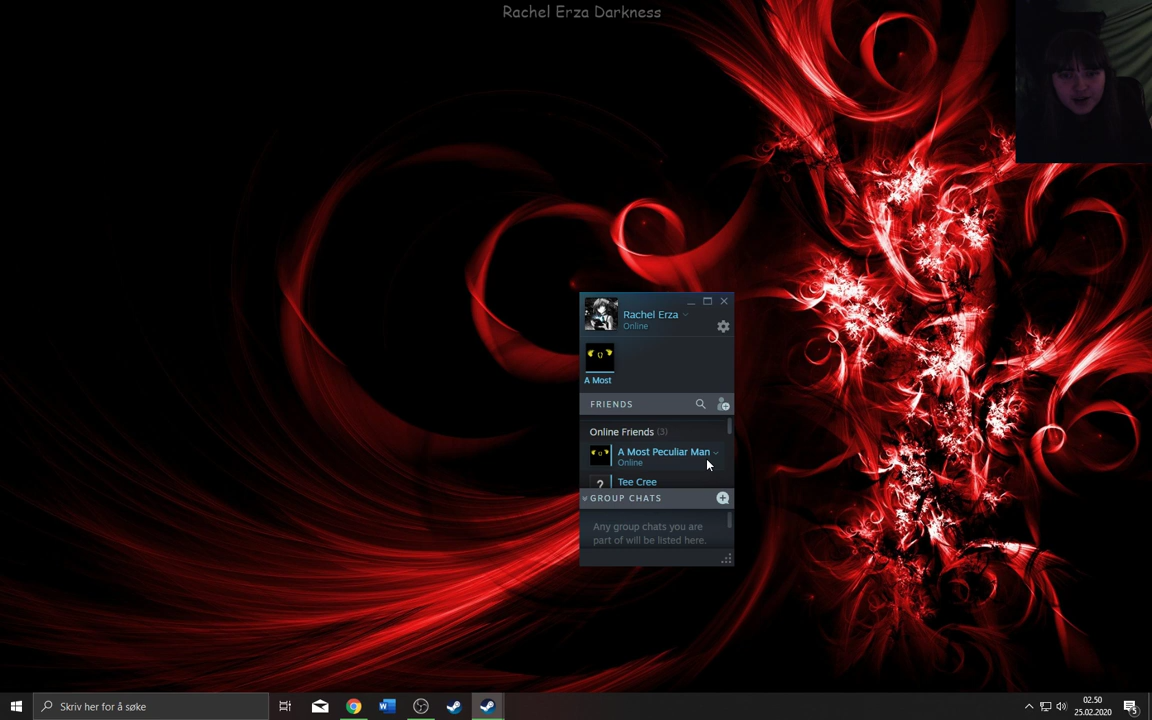 Rachel Erza Darkness
Rachel Erza
Online
A Most
FRIENDS
Online Friends (3)
A Most Peculiar Man
Online
? Tee Cree
GROUP CHATS
Any group chats you are
part of will be listed here.
Skriv her for å søke
02.50
25.02.2020
5